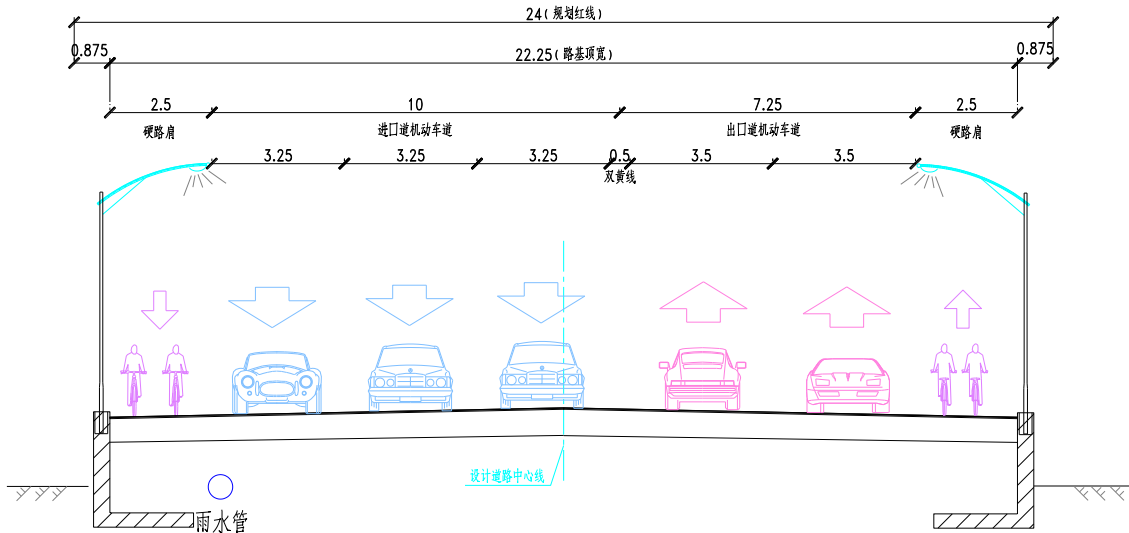 24(规划红线)
0.875
22.25(路基顶宽)
0.875
2.5
10
7.25
2.5
硬路肩
进口道机动车道
出口道机动车道
硬路肩
3.25
3.25
3.25
0.5
3.5
3.5
双黄线
设计道路中心线
雨水管